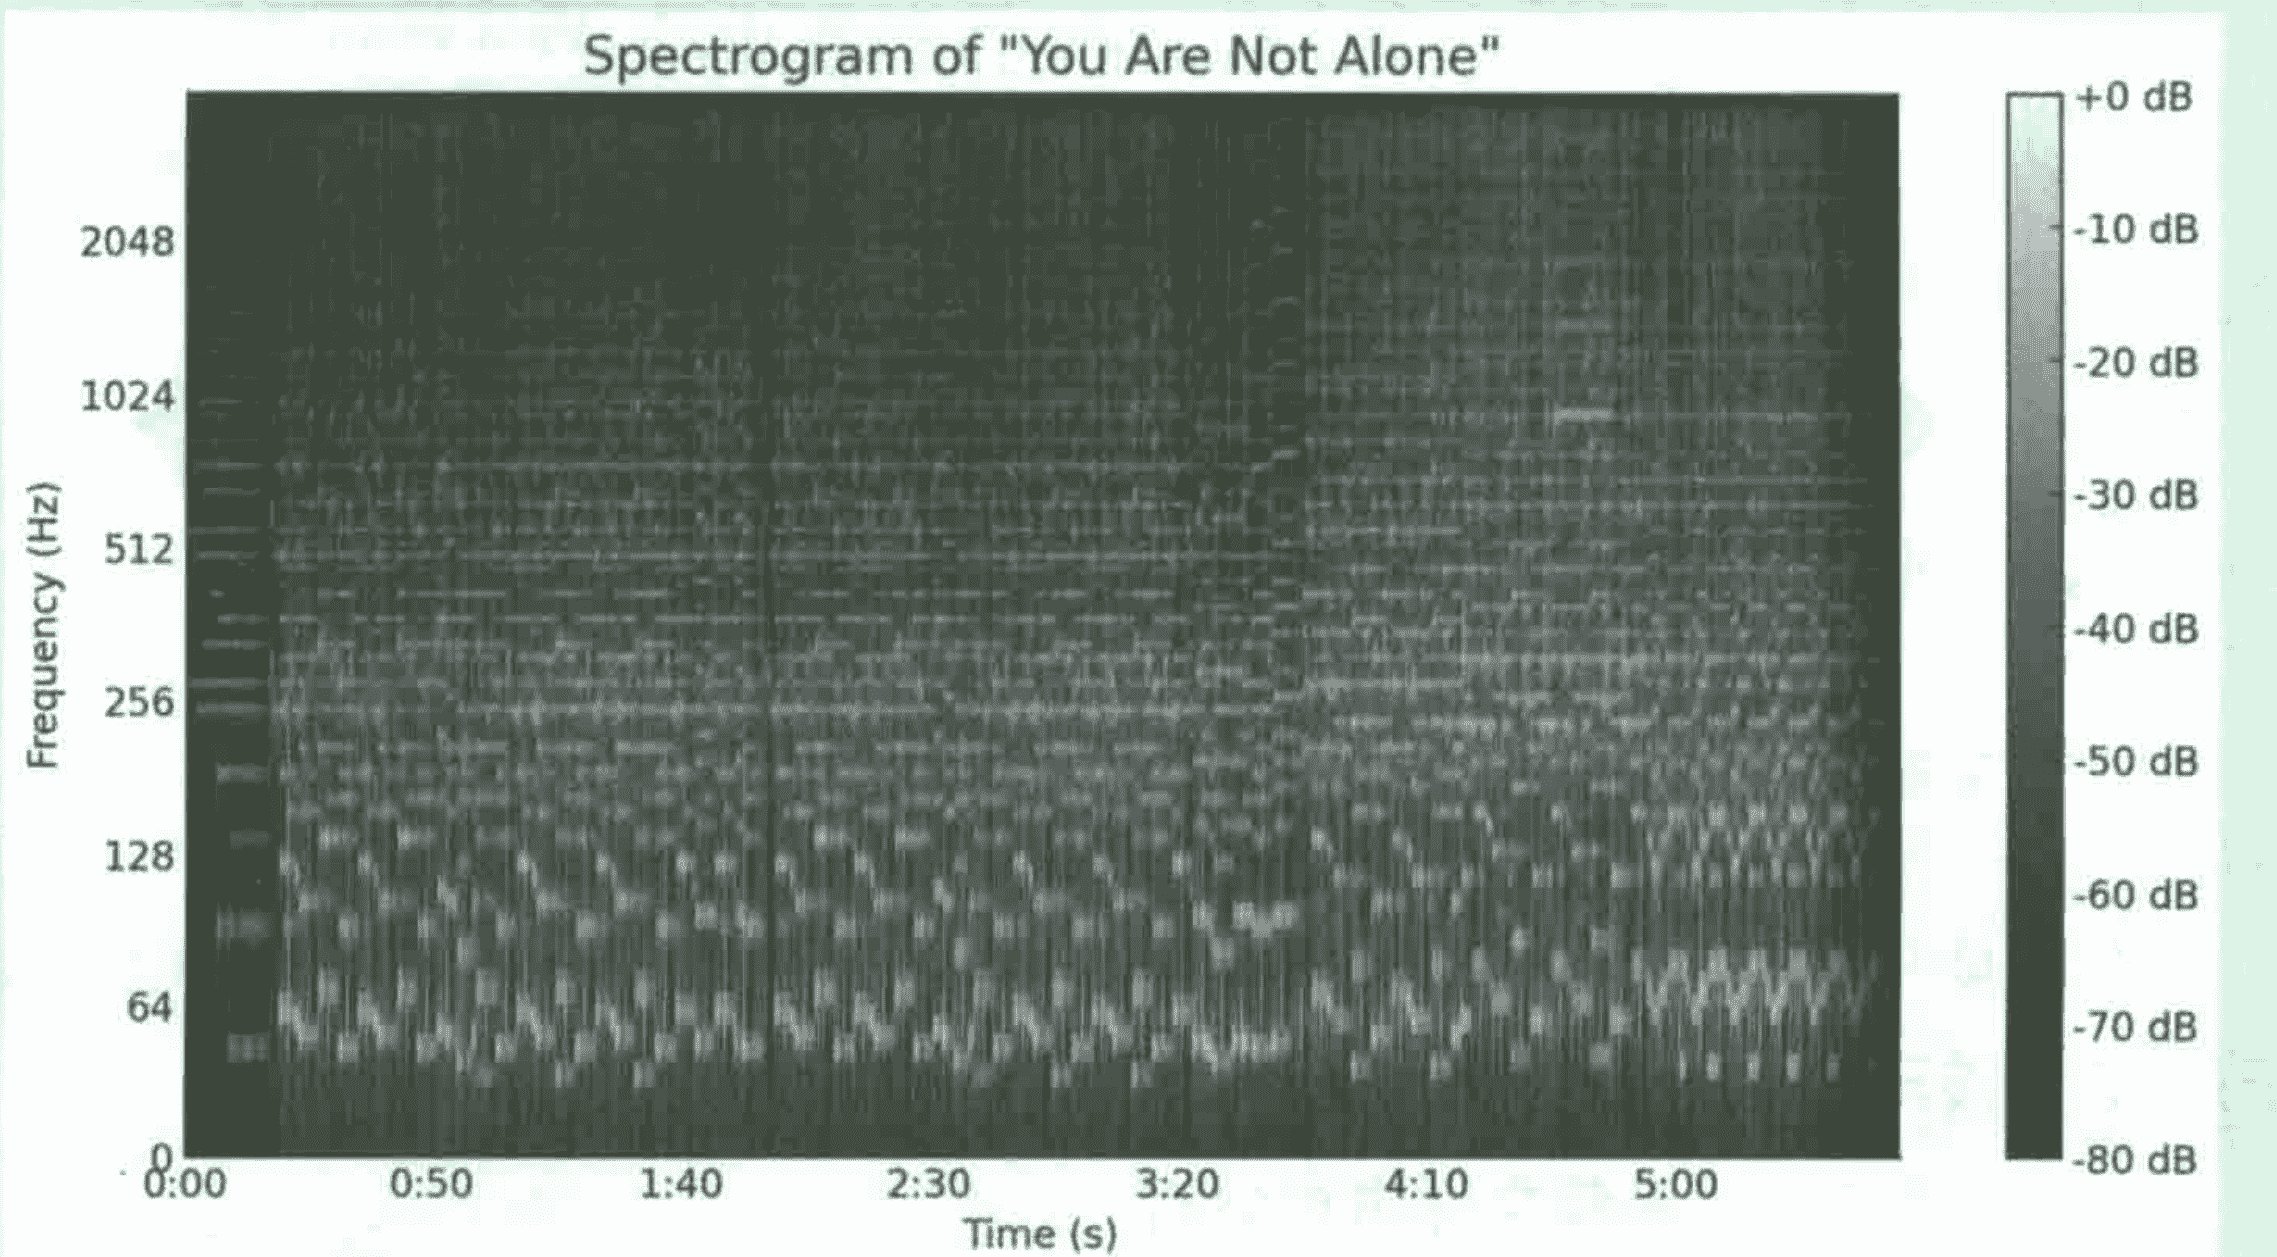 Spectrogram of "You Are Not Alone"
+0 dB
-10 dB
-20 dB
-30 dB
-40 dB
-50 dB
-60 dB
-70 dB
-80 dB
Frequency (Hz)
2048
1024
512
256
128
64
0
0:00 0:50 1:40 2:30 3:20 4:10 5:00
Time (s)